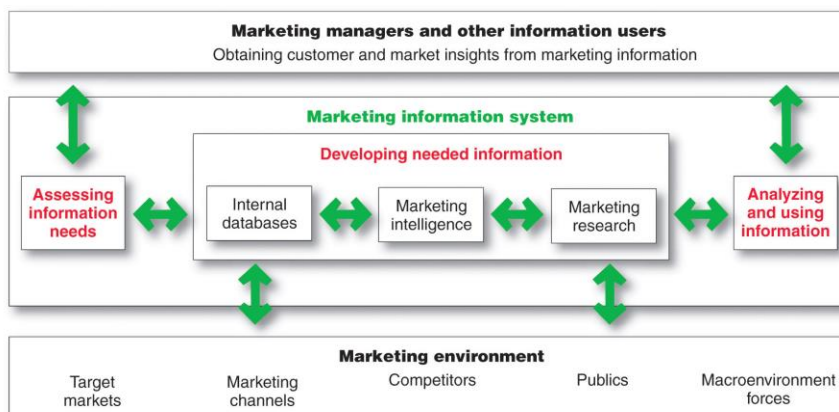 Marketing managers and other information users
Obtaining customer and market insights from marketing information
Marketing information system
Developing needed information
Assessing
information
needs
Internal
databases
Marketing
intelligence
Marketing
research
Analyzing
and using
information
Marketing environment
Target
markets
Marketing
channels
Competitors
Publics
Macroenvironment
forces